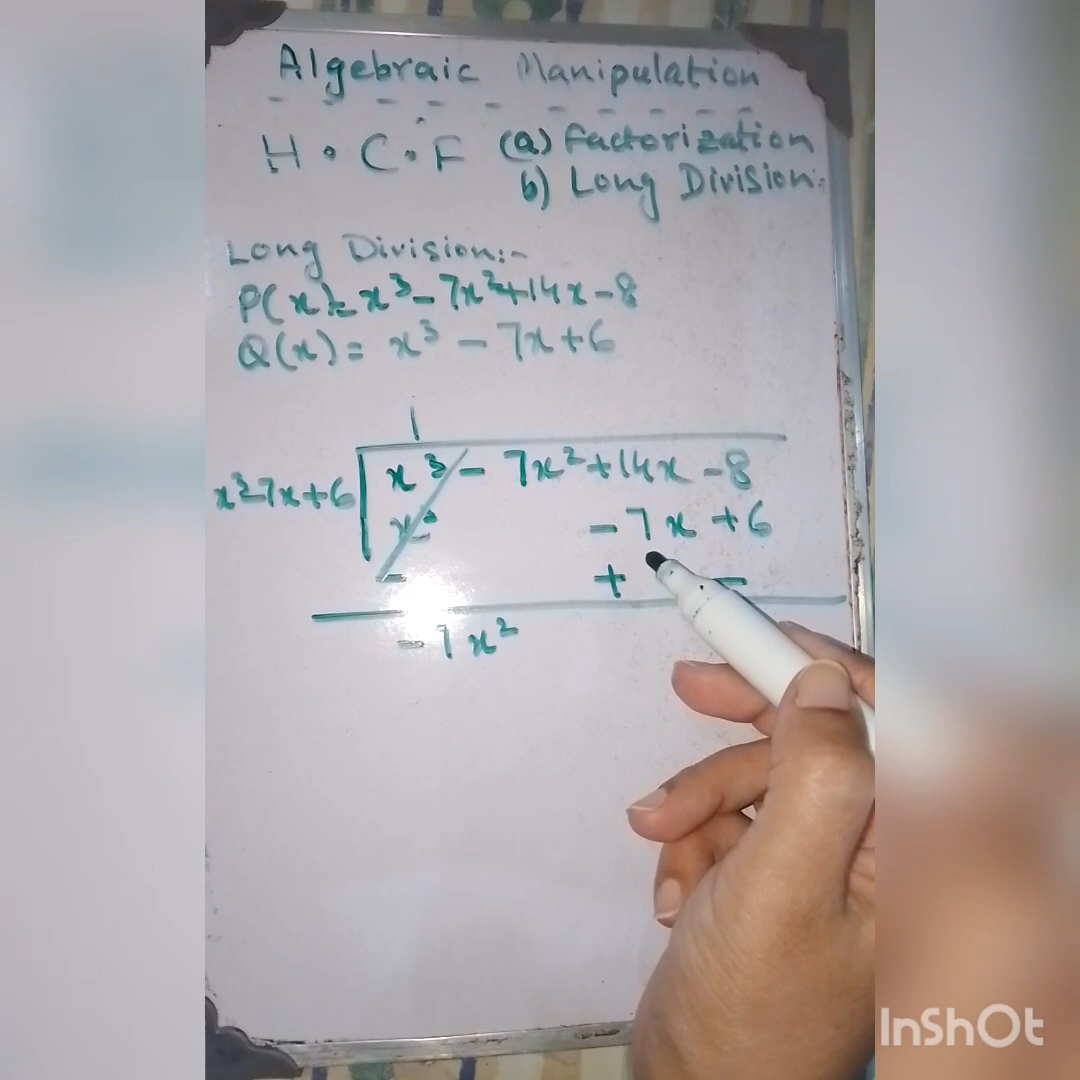 Algebraic Manipulation
H.C.F (a) Factorization
b) Long Division:
Long Division:-
P(x)= x³ - 7x² + 14x - 8
Q(x) = x³ - 7x + 6
1
x³-7x+6 x³ - 7x² + 14x - 8
x³ - 7x + 6
- + -
- 7x²
InShOt